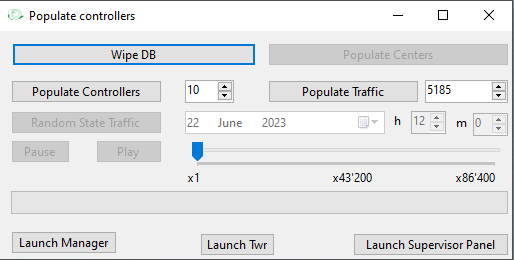 Populate controllers
Wipe DB
Populate Centers
Populate Controllers
10
Populate Traffic
5185
Random State Traffic
22 June 2023
h
12
m
0
Pause
Play
x1
x43'200
x86'400
Launch Manager
Launch Twr
Launch Supervisor Panel